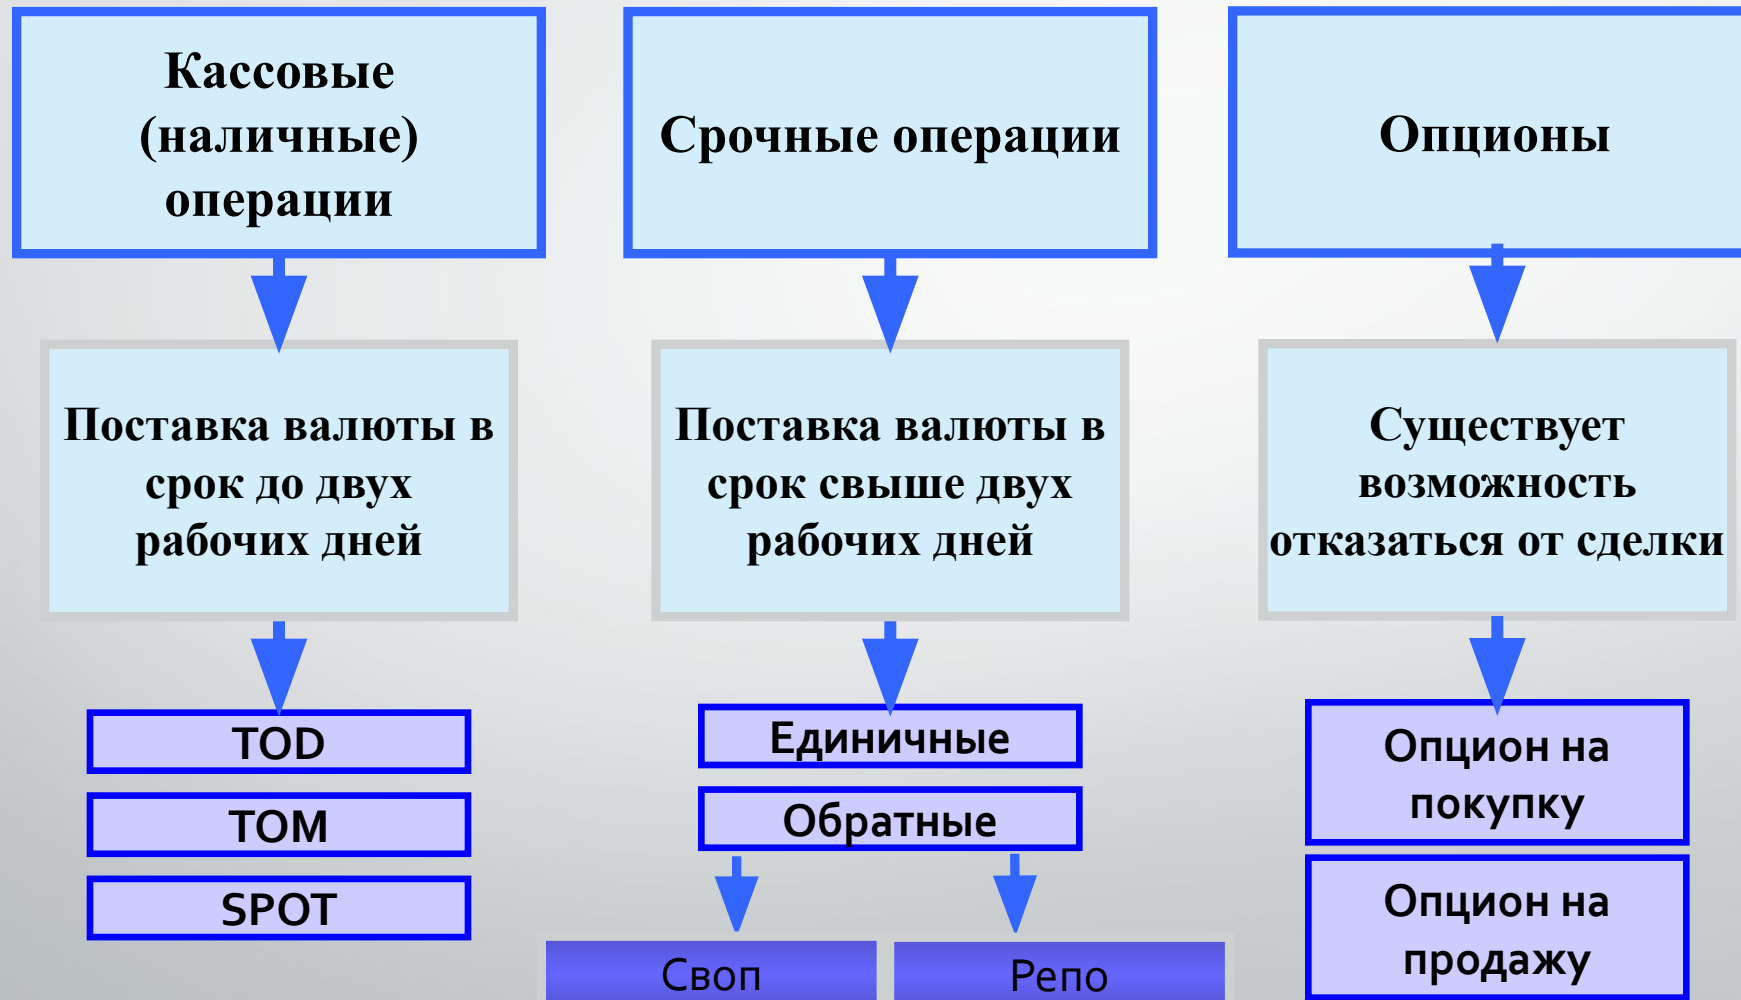 Кассовые
(наличные)
операции
Поставка валюты в
срок до двух
рабочих дней
TOD
TOM
SPOT
Срочные операции
Поставка валюты в
срок свыше двух
рабочих дней
Единичные
Обратные
Своп
Репо
Опционы
Существует
возможность
отказаться от сделки
Опцион на
покупку
Опцион на
продажу